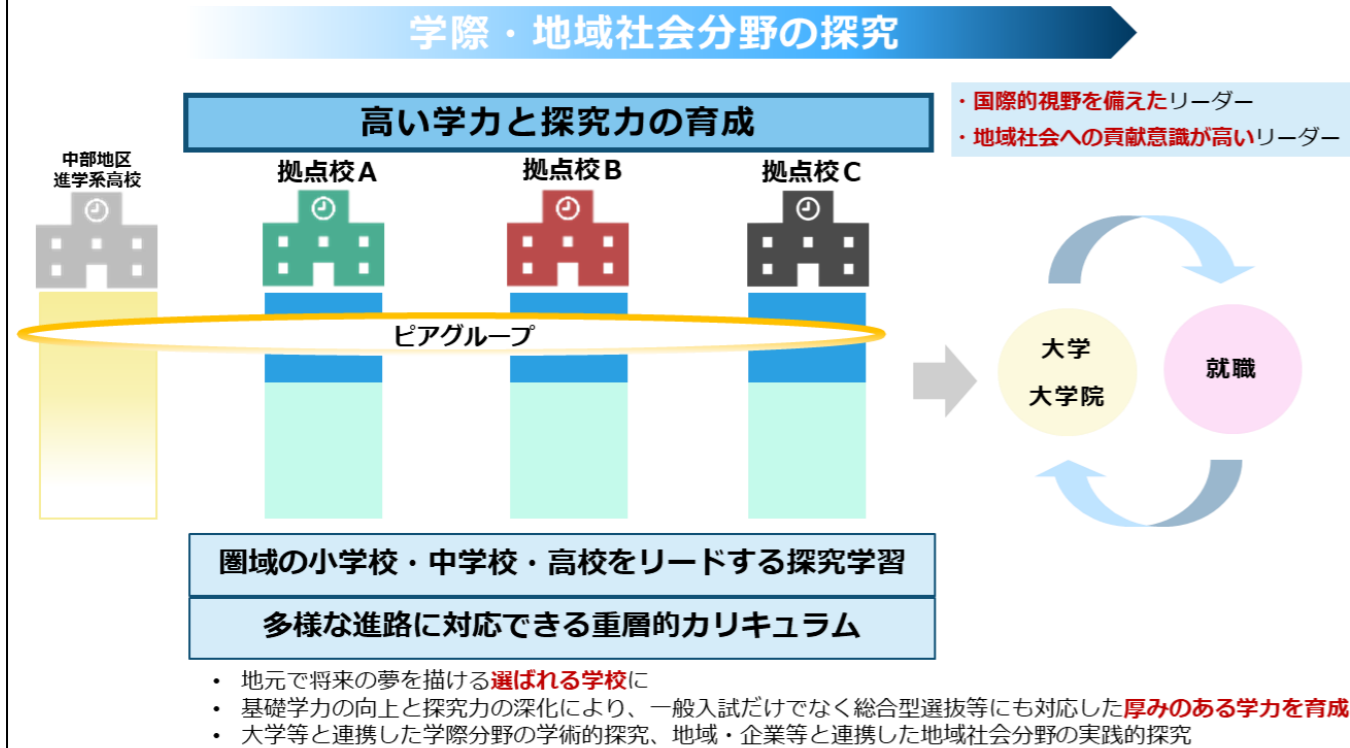 学際・地域社会分野の探究
高い学力と探究力の育成
・国際的視野を備えたリーダー
・地域社会への貢献意識が高いリーダー
中部地区
進学系高校
拠点校A
拠点校B
拠点校C
ピアグループ
大学
大学院
就職
圏域の小学校・中学校・高校をリードする探究学習
多様な進路に対応できる重層的カリキュラム
• 地元で将来の夢を描ける選ばれる学校に
• 基礎学力の向上と探究力の深化により、一般入試だけでなく総合型選抜等にも対応した厚みのある学力を育成
• 大学等と連携した学際分野の学術的探究、地域・企業等と連携した地域社会分野の実践的探究